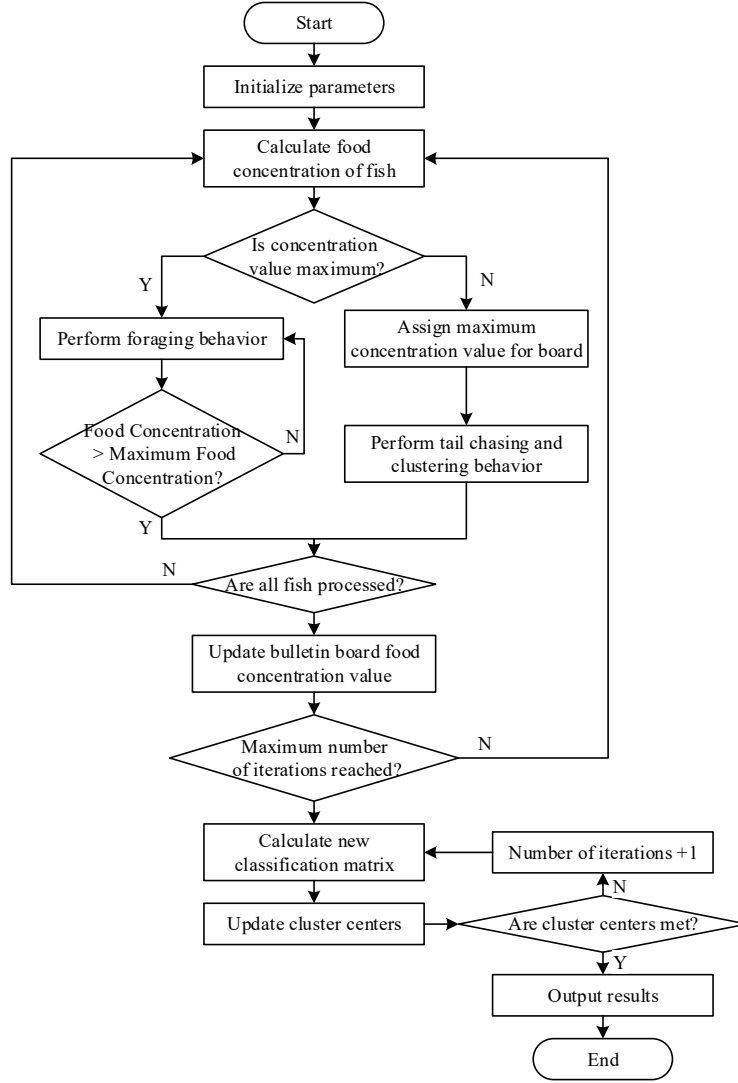 Start
Initialize parameters
Calculate food
concentration of fish
Is concentration
value maximum?
Y
N
Perform foraging behavior
Assign maximum
concentration value for board
Food Concentration
> Maximum Food
Concentration?
N
Perform tail chasing and
clustering behavior
Y
N
Are all fish processed?
Update bulletin board food
concentration value
Maximum number
of iterations reached?
N
Calculate new
classification matrix
Number of iterations +1
N
Update cluster centers
Are cluster centers met?
Y
Output results
End